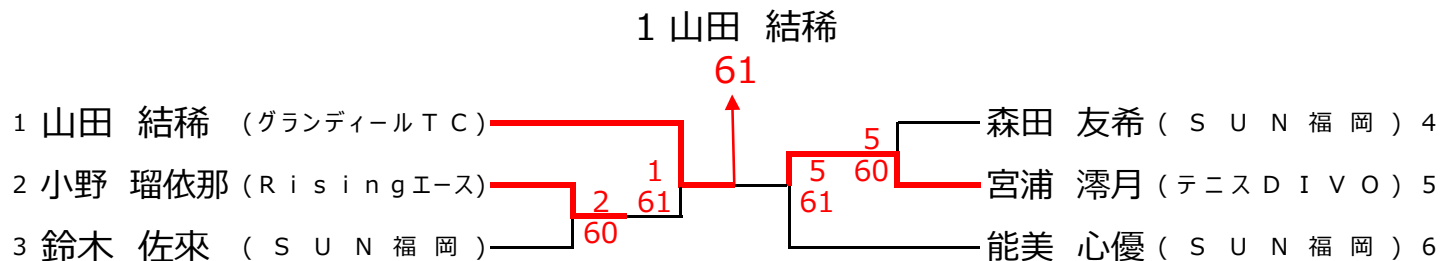 1 山田 結稀
61
1 山田 結稀 (グランディールTC)
森田 友希 (SUN福岡) 4
5
1
5
60
2 小野 瑠依那 (Risingエース)
宮浦 澪月 (テニスDIVO) 5
2
61
61
60
3 鈴木 佐來 (SUN福岡)
能美 心優 (SUN福岡) 6